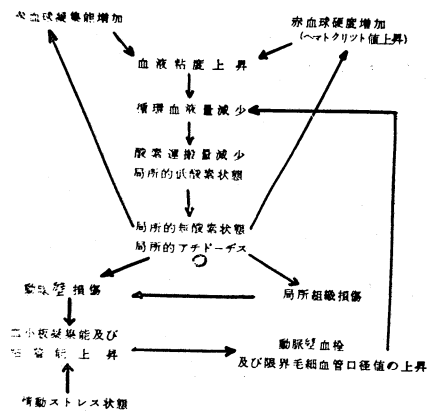 赤血球凝集能増加
赤血球硬度増加
(ヘマトクリット値上昇)
血液粘度上昇
循環血液量減少
酸素運搬量減少
局所的低酸素状態
局所的無酸素状態
局所的アチドーデス
動脈壁損傷
局所組織損傷
血小板凝集能及び
能上昇
動脈壁血栓
及び限界毛細血管口径値の上昇
情動ストレス状態